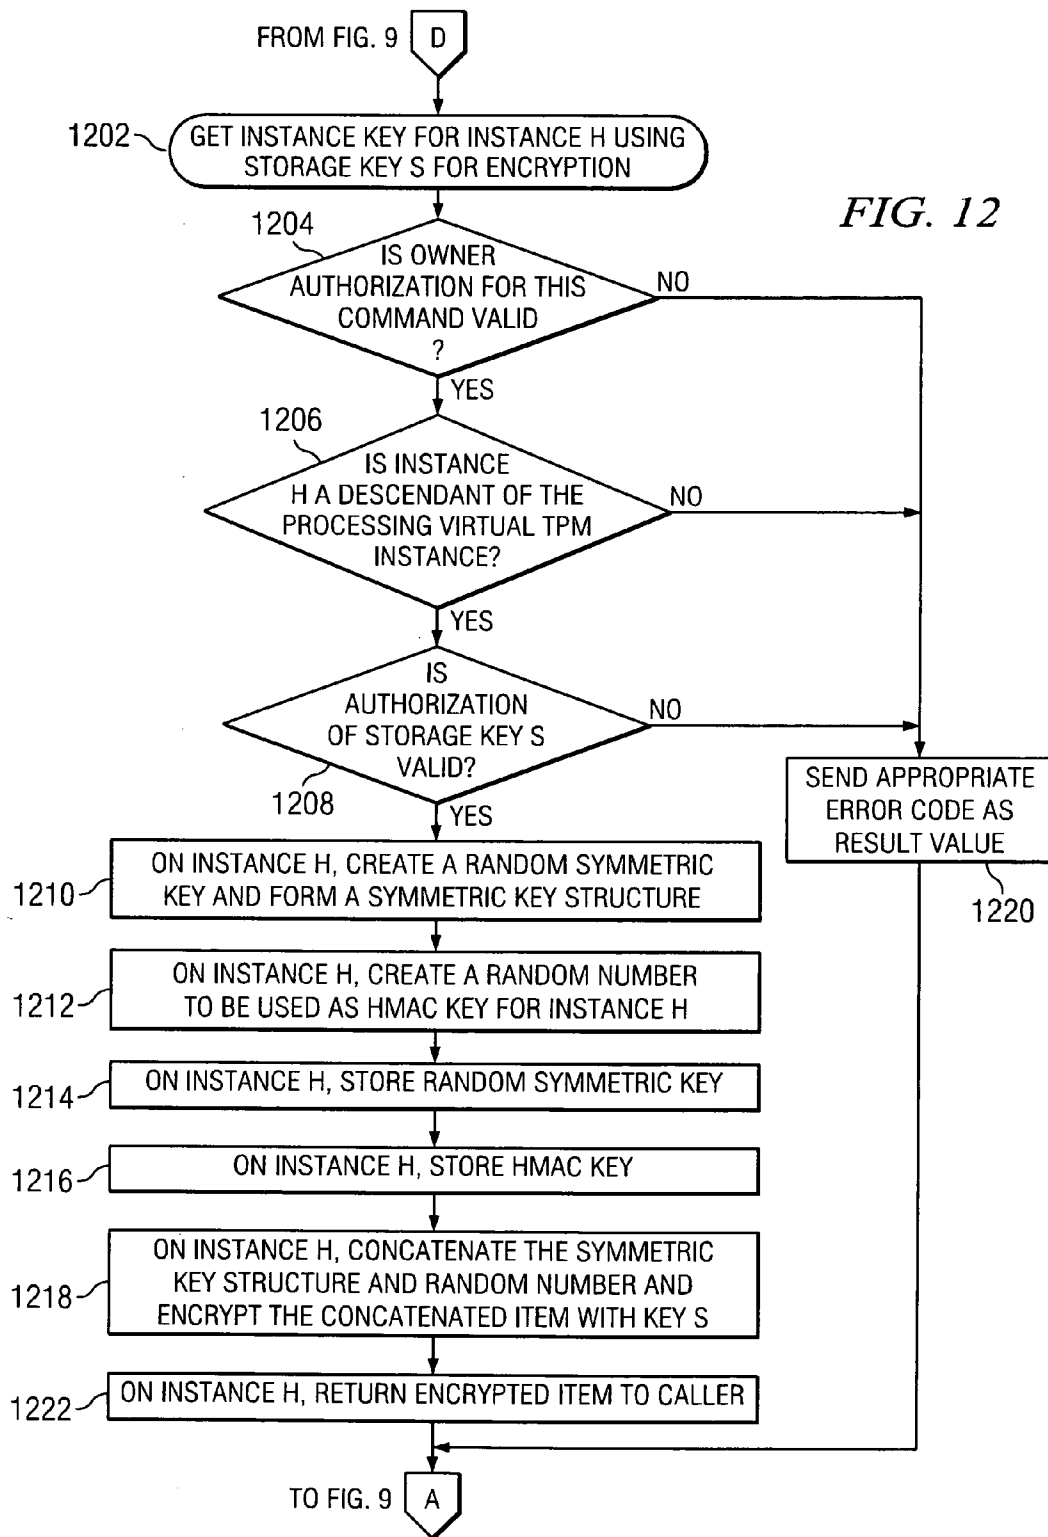 FROM FIG. 9 D
1202
GET INSTANCE KEY FOR INSTANCE H USING
STORAGE KEY S FOR ENCRYPTION
FIG. 12
1204
IS OWNER
AUTHORIZATION FOR THIS
COMMAND VALID
?
NO
YES
1206
IS INSTANCE
H A DESCENDANT OF THE
PROCESSING VIRTUAL TPM
INSTANCE?
NO
YES
IS
AUTHORIZATION
OF STORAGE KEY S
VALID?
NO
1208
YES
SEND APPROPRIATE
ERROR CODE AS
RESULT VALUE
1220
1210
ON INSTANCE H, CREATE A RANDOM SYMMETRIC
KEY AND FORM A SYMMETRIC KEY STRUCTURE
1212
ON INSTANCE H, CREATE A RANDOM NUMBER
TO BE USED AS HMAC KEY FOR INSTANCE H
1214
ON INSTANCE H, STORE RANDOM SYMMETRIC KEY
1216
ON INSTANCE H, STORE HMAC KEY
1218
ON INSTANCE H, CONCATENATE THE SYMMETRIC
KEY STRUCTURE AND RANDOM NUMBER AND
ENCRYPT THE CONCATENATED ITEM WITH KEY S
1222
ON INSTANCE H, RETURN ENCRYPTED ITEM TO CALLER
TO FIG. 9 A